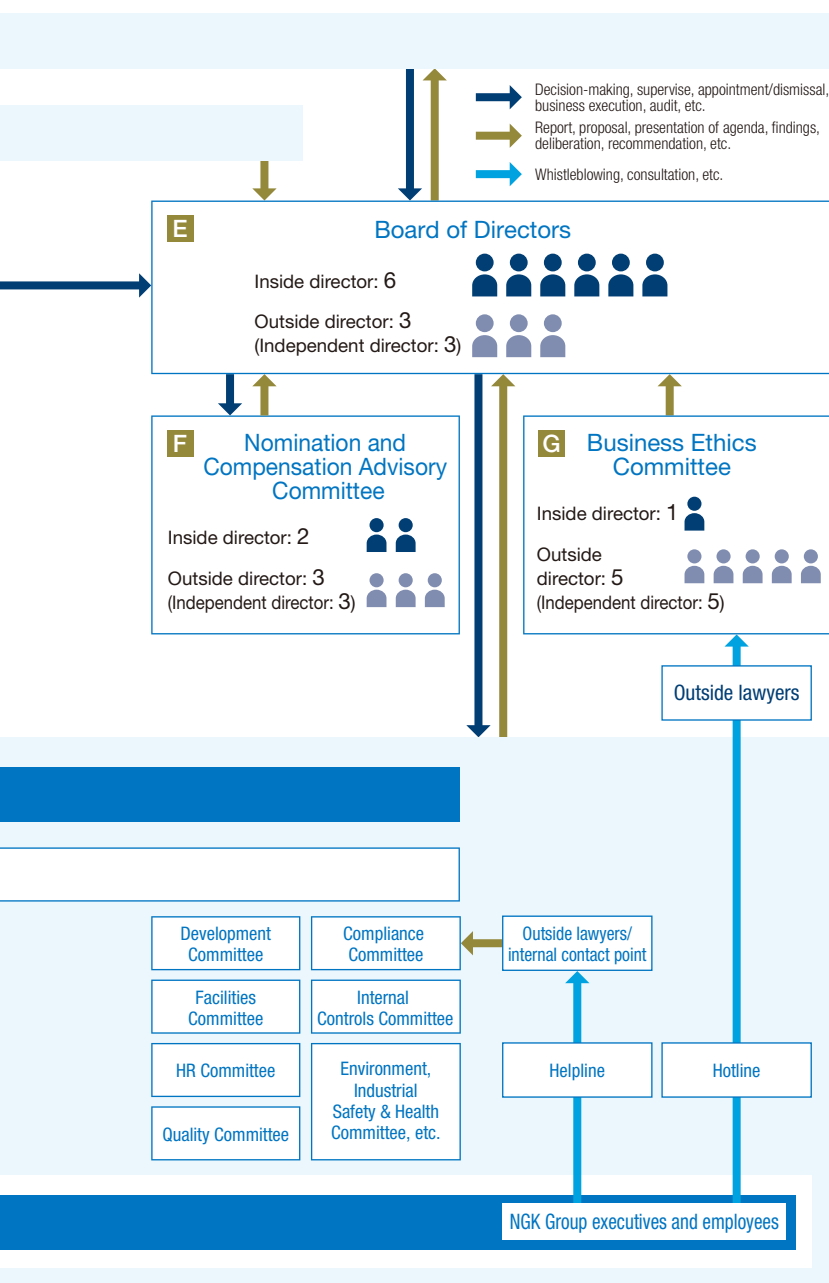 Decision-making, supervise, appointment/dismissal,
business execution, audit, etc.
Report, proposal, presentation of agenda, findings,
deliberation, recommendation, etc.
Whistleblowing, consultation, etc.
E
Board of Directors
Inside director: 6
Outside director: 3
(Independent director: 3)
F
Nomination and
Compensation Advisory
Committee
Inside director: 2
Outside director: 3
(Independent director: 3)
G
Business Ethics
Committee
Inside director: 1
Outside
director: 5
(Independent director: 5)
Outside lawyers
Development
Committee
Compliance
Committee
Outside lawyers/
internal contact point
Facilities
Committee
Internal
Controls Committee
HR Committee
Environment,
Industrial
Safety & Health
Committee, etc.
Helpline
Hotline
Quality Committee
NGK Group executives and employees